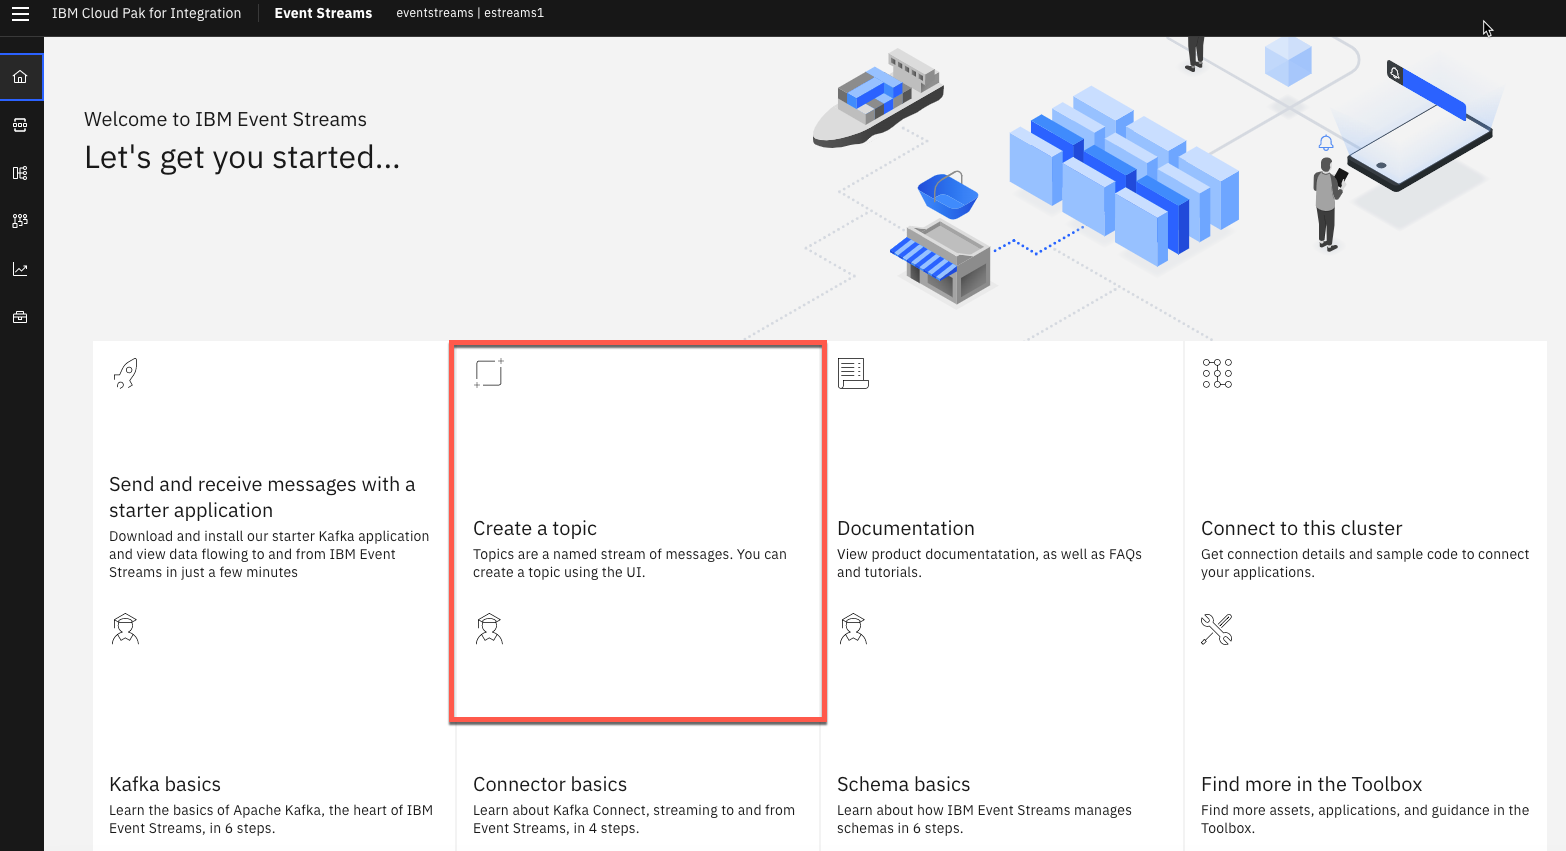 IBM Cloud Pak for Integration
Event Streams
eventstreams | estreams1
Welcome to IBM Event Streams
Let's get you started...
Send and receive messages with a
starter application
Download and install our starter Kafka application
and view data flowing to and from IBM Event
Streams in just a few minutes
Create a topic
Topics are a named stream of messages. You can
create a topic using the UI.
Documentation
View product documentatation, as well as FAQs
and tutorials.
Connect to this cluster
Get connection details and sample code to connect
your applications.
Kafka basics
Learn the basics of Apache Kafka, the heart of IBM
Event Streams, in 6 steps.
Connector basics
Learn about Kafka Connect, streaming to and from
Event Streams, in 4 steps.
Schema basics
Learn about how IBM Event Streams manages
schemas in 6 steps.
Find more in the Toolbox
Find more assets, applications, and guidance in the
Toolbox.